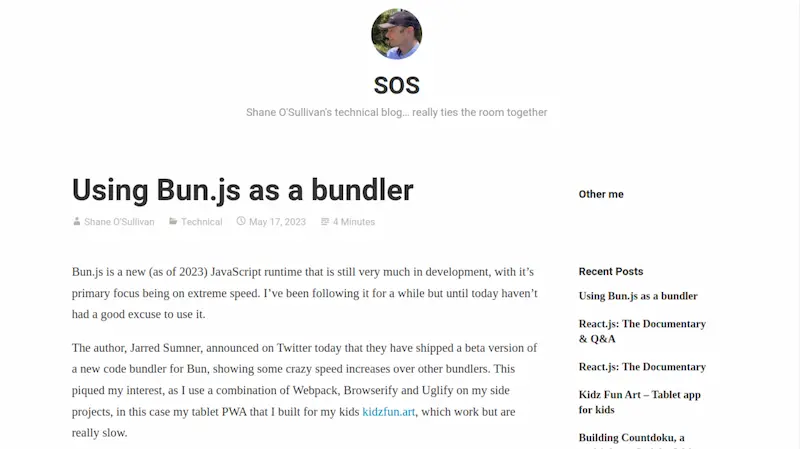 SOS
Shane O'Sullivan's technical blog... really ties the room together
Using Bun.js as a bundler
Shane O'Sullivan Technical May 17, 2023 4 Minutes
Bun.js is a new (as of 2023) JavaScript runtime that is still very much in development, with it’s
primary focus being on extreme speed. I’ve been following it for a while but until today haven’t
had a good excuse to use it.
The author, Jarred Sumner, announced on Twitter today that they have shipped a beta version of
a new code bundler for Bun, showing some crazy speed increases over other bundlers. This
piqued my interest, as I use a combination of Webpack, Browserify and Uglify on my side
projects, in this case my tablet PWA that I built for my kids kidzfun.art, which work but are
really slow.
Other me
Recent Posts
Using Bun.js as a bundler
React.js: The Documentary
& Q&A
React.js: The Documentary
Kidz Fun Art – Tablet app
for kids
Building Countdoku, a